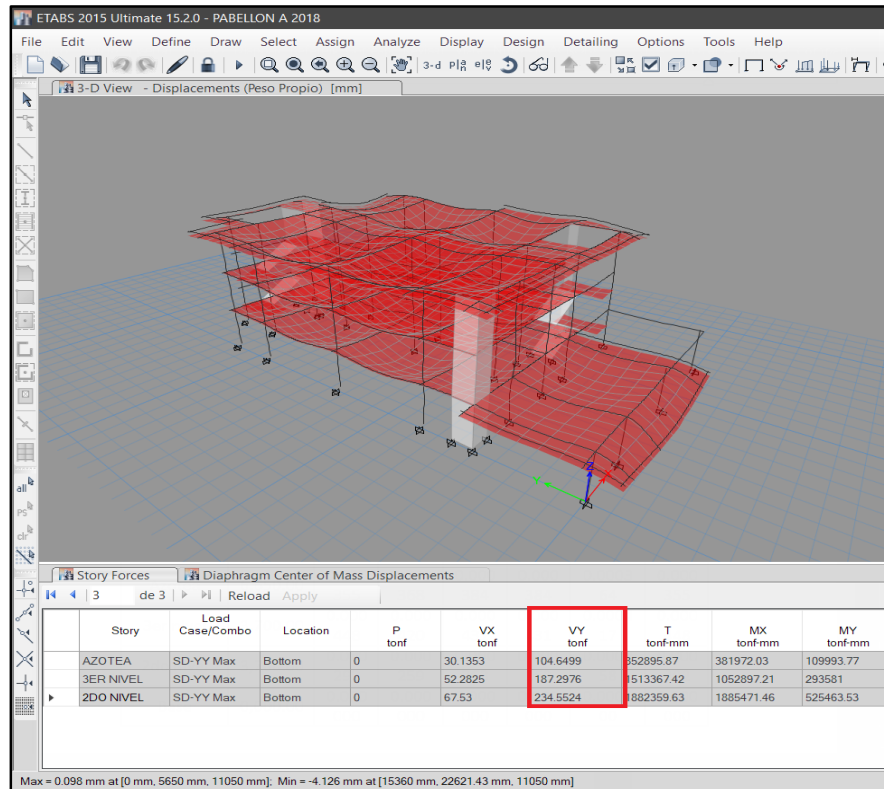 ETABS 2015 Ultimate 15.2.0 - PABELLON A 2018
File Edit View Define Draw Select Assign Analyze Display Design Detailing Options Tools Help
3-d
3-D View - Displacements (Peso Propio) [mm]
all
PS
clr
Z
Y
Story Forces Diaphragm Center of Mass Displacements
3 de 3 Reload Apply
Story Load Case/Combo Location P tonf VX tonf VY tonf T tonf-mm MX tonf-mm MY tonf-mm
AZOTEA SD-YY Max Bottom 0 30.1353 104.6499 852895.87 381972.03 109993.77
3ER NIVEL SD-YY Max Bottom 0 52.2825 187.2976 1513367.42 1052897.21 293581
2DO NIVEL SD-YY Max Bottom 0 67.53 234.5524 1882359.63 1885471.46 525463.53
Max = 0.098 mm at [0 mm, 5650 mm, 11050 mm]; Min = -4.126 mm at [15360 mm, 22621.43 mm, 11050 mm]